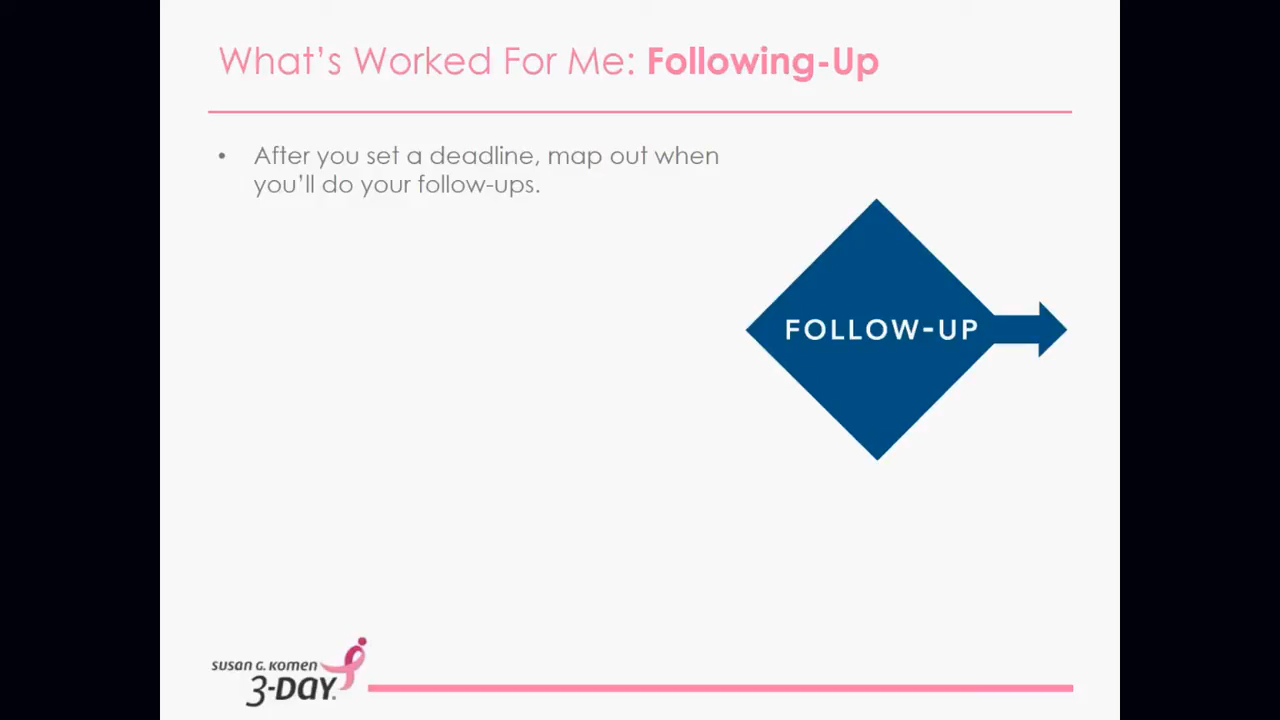 What's Worked For Me: Following-Up
• After you set a deadline, map out when
you'll do your follow-ups.
FOLLOW-UP
SUSAN G. KOMEN
3-DAY.